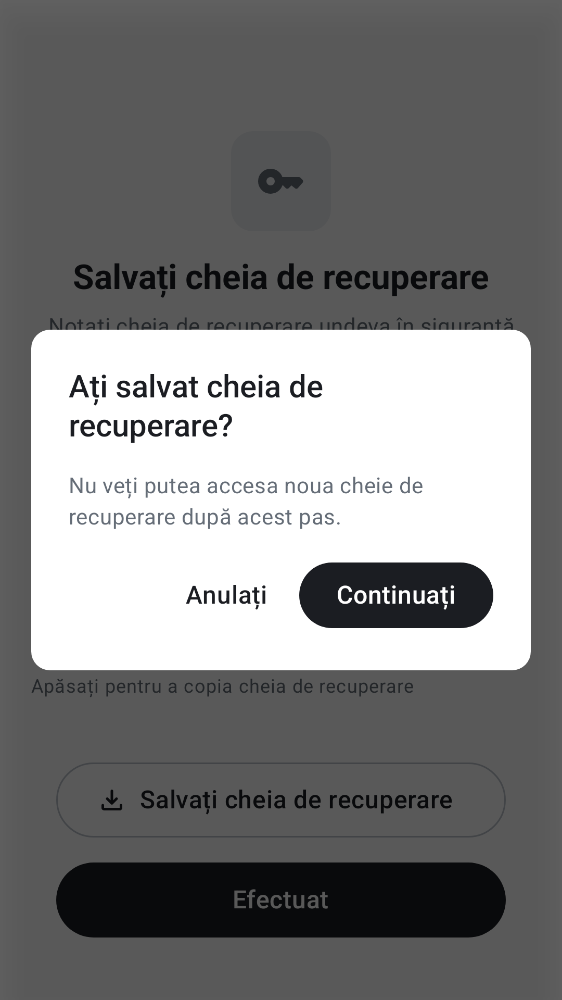 Salvați cheia de recuperare
Notați cheia de recuperare undeva în siguranță
Ați salvat cheia de
recuperare?
Nu veți putea accesa noua cheie de
recuperare după acest pas.
Anulați
Continuați
Apăsați pentru a copia cheia de recuperare
Salvați cheia de recuperare
Efectuat